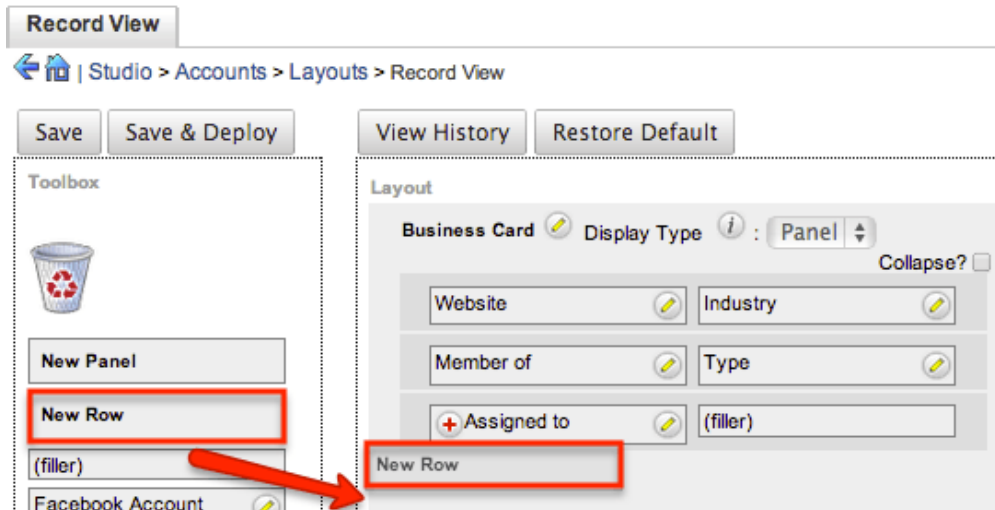 Record View
| Studio > Accounts > Layouts > Record View
Save Save & Deploy View History Restore Default
Toolbox
Layout
Business Card Display Type i : Panel
Collapse?
Website Industry
New Panel
Member of Type
New Row
Assigned to (filler)
(filler)
New Row
Facebook Account